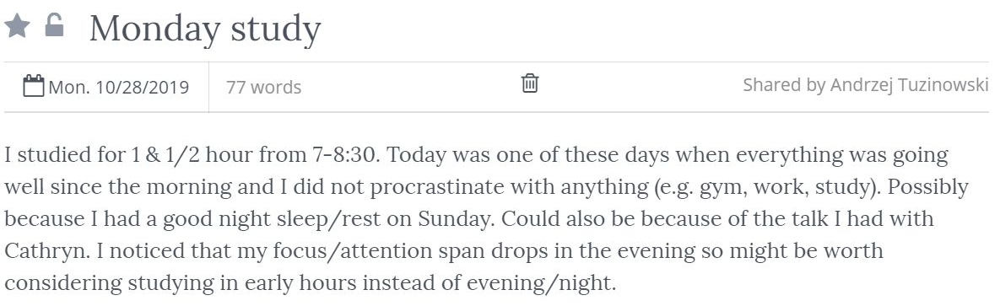 Monday study
Mon. 10/28/2019
77 words
Shared by Andrzej Tuzinowski
I studied for 1 & 1/2 hour from 7-8:30. Today was one of these days when everything was going
well since the morning and I did not procrastinate with anything (e.g. gym, work, study). Possibly
because I had a good night sleep/rest on Sunday. Could also be because of the talk I had with
Cathryn. I noticed that my focus/attention span drops in the evening so might be worth
considering studying in early hours instead of evening/night.